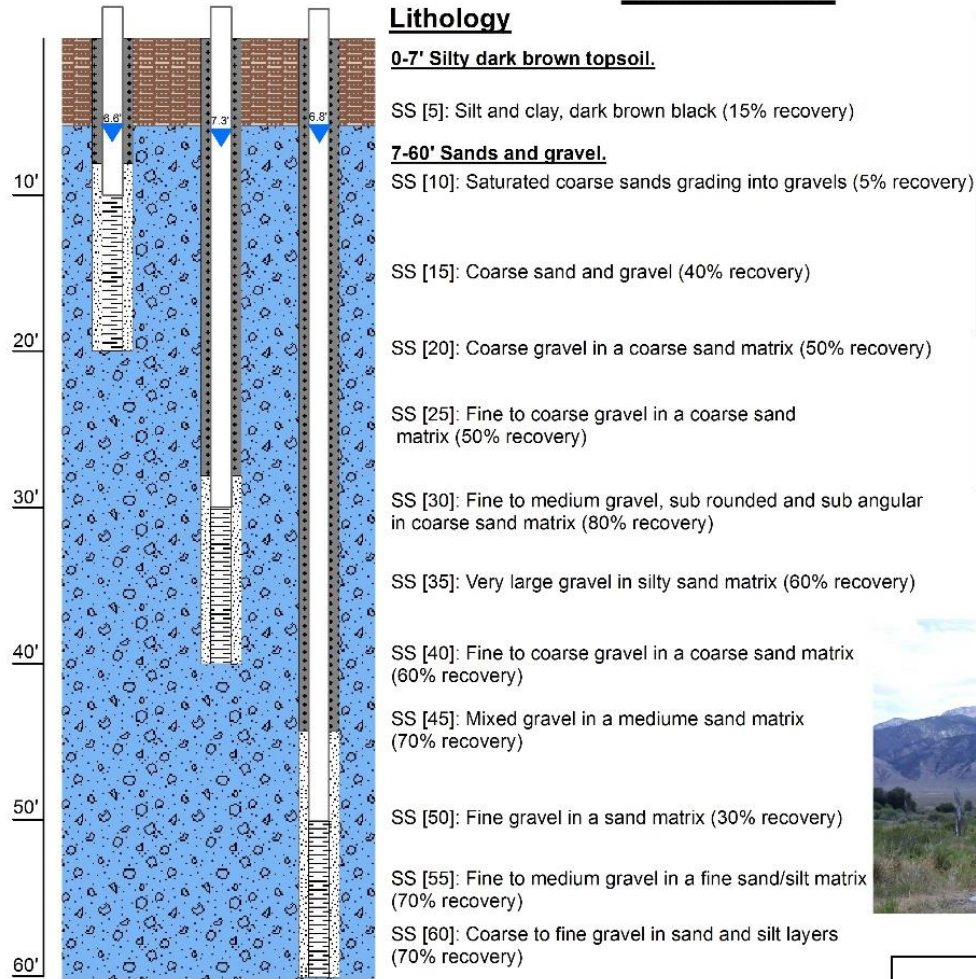 Lithology
0-7' Silty dark brown topsoil.
SS [5]: Silt and clay, dark brown black (15% recovery)
7-60' Sands and gravel.
SS [10]: Saturated coarse sands grading into gravels (5% recovery)
SS [15]: Coarse sand and gravel (40% recovery)
SS [20]: Coarse gravel in a coarse sand matrix (50% recovery)
SS [25]: Fine to coarse gravel in a coarse sand
matrix (50% recovery)
SS [30]: Fine to medium gravel, sub rounded and sub angular
in coarse sand matrix (80% recovery)
SS [35]: Very large gravel in silty sand matrix (60% recovery)
SS [40]: Fine to coarse gravel in a coarse sand matrix
(60% recovery)
SS [45]: Mixed gravel in a mediume sand matrix
(70% recovery)
SS [50]: Fine gravel in a sand matrix (30% recovery)
SS [55]: Fine to medium gravel in a fine sand/silt matrix
(70% recovery)
SS [60]: Coarse to fine gravel in sand and silt layers
(70% recovery)
6.6' 7.3' 6.8'
10'
20'
30'
40'
50'
60'